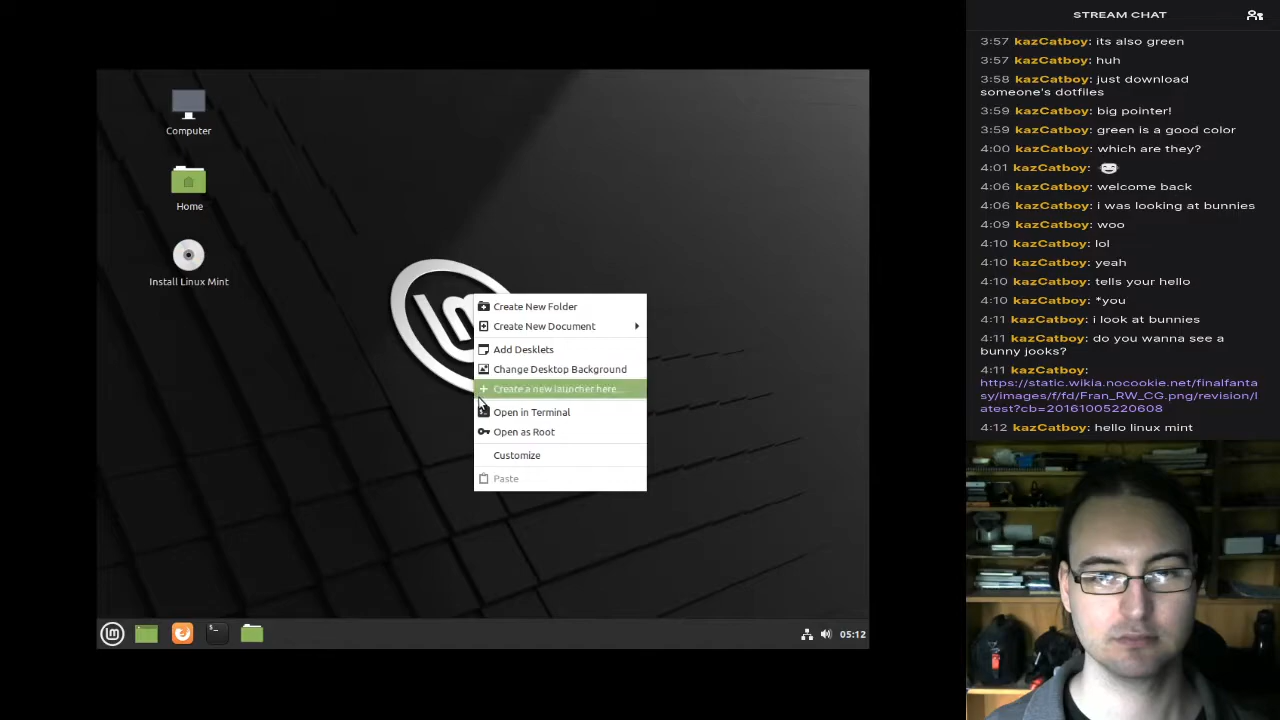 Computer
Home
Install Linux Mint
Create New Folder
Create New Document
Add Desklets
Change Desktop Background
Create a new launcher here...
Open in Terminal
Open as Root
Customize
Paste
05:12
STREAM CHAT
3:57 kazCatboy: its also green
3:57 kazCatboy: huh
3:58 kazCatboy: just download
someone's dotfiles
3:59 kazCatboy: big pointer!
3:59 kazCatboy: green is a good color
4:00 kazCatboy: which are they?
4:01 kazCatboy:
4:06 kazCatboy: welcome back
4:06 kazCatboy: i was looking at bunnies
4:09 kazCatboy: woo
4:10 kazCatboy: lol
4:10 kazCatboy: yeah
4:10 kazCatboy: tells your hello
4:10 kazCatboy: *you
4:11 kazCatboy: i look at bunnies
4:11 kazCatboy: do you wanna see a
bunny jooks?
4:11 kazCatboy:
https://static.wikia.nocookie.net/finalfanta
sy/images/f/fd/Fran_RW_CG.png/revision/l
atest?cb=20161005220608
4:12 kazCatboy: hello linux mint